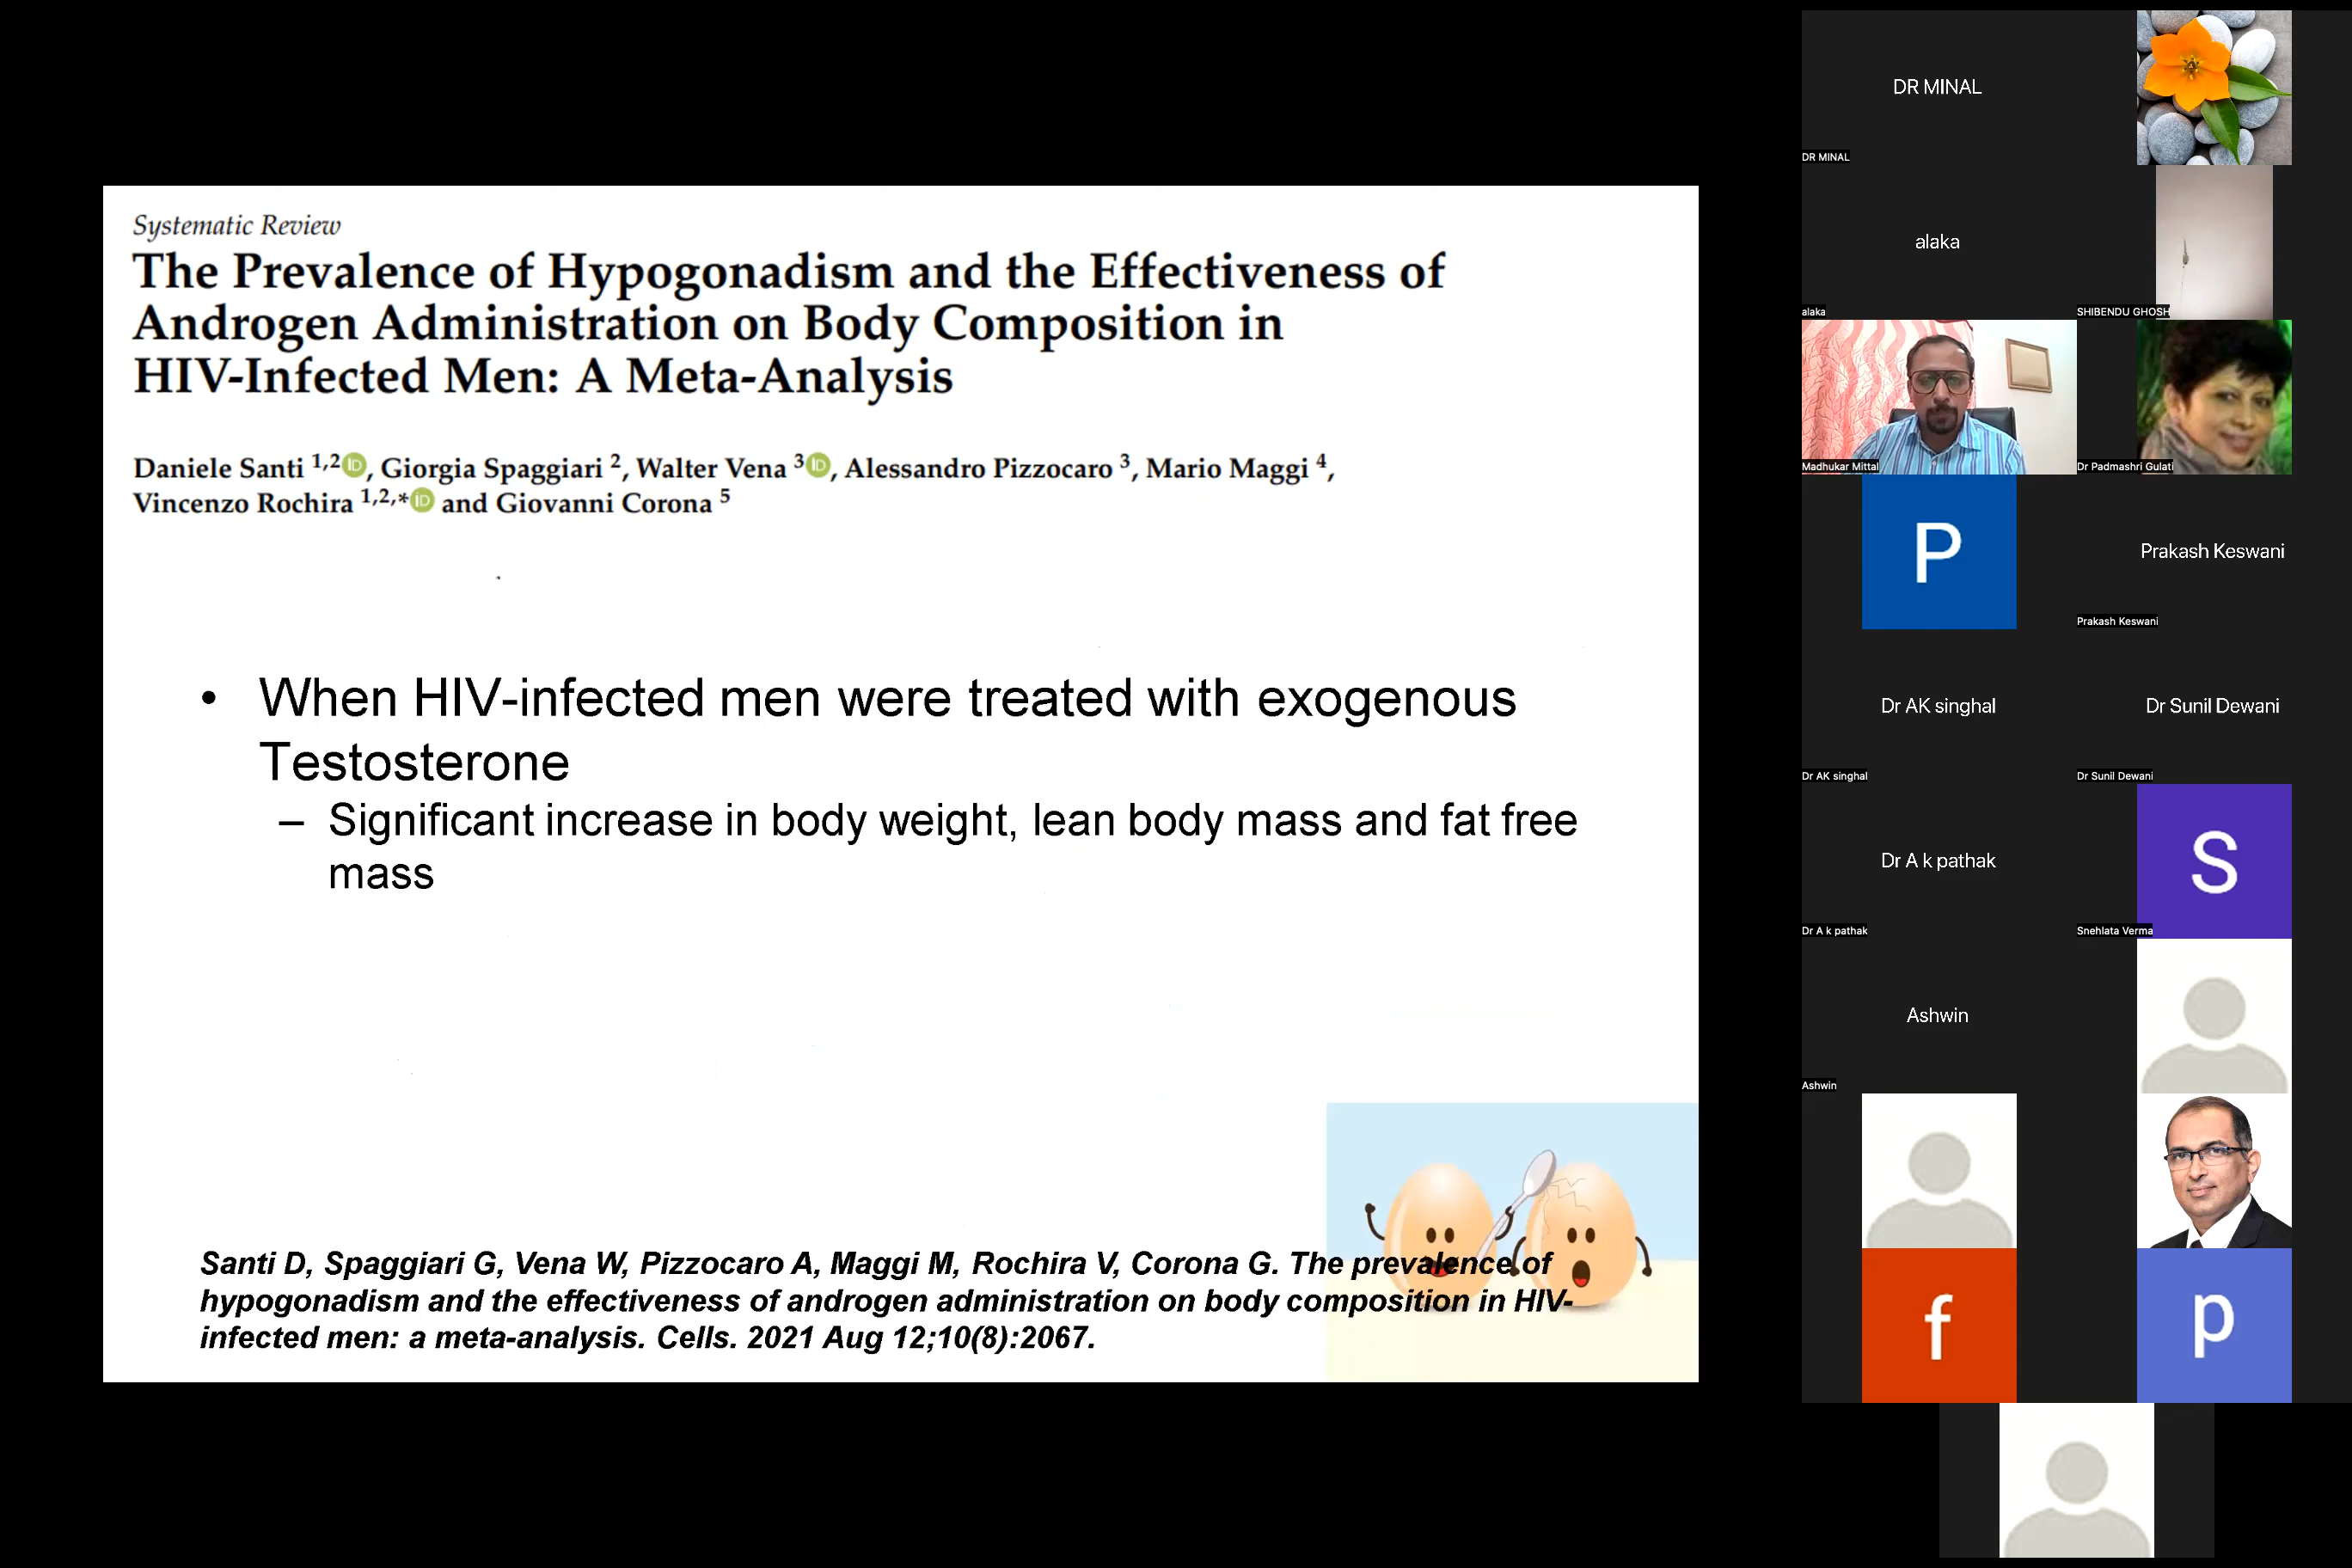 Systematic Review
The Prevalence of Hypogonadism and the Effectiveness of
Androgen Administration on Body Composition in
HIV-Infected Men: A Meta-Analysis
Daniele Santi 1,2 iD, Giorgia Spaggiari 2, Walter Vena 3 iD, Alessandro Pizzocaro 3, Mario Maggi 4,
Vincenzo Rochira 1,2,* iD and Giovanni Corona 5
• When HIV-infected men were treated with exogenous
Testosterone
– Significant increase in body weight, lean body mass and fat free
mass
Santi D, Spaggiari G, Vena W, Pizzocaro A, Maggi M, Rochira V, Corona G. The prevalence of
hypogonadism and the effectiveness of androgen administration on body composition in HIV-
infected men: a meta-analysis. Cells. 2021 Aug 12;10(8):2067.
DR MINAL
DR MINAL
alaka
alaka
SHIBENDU GHOSH
Madhukar Mittal
Dr Padmashri Gulati
P
Prakash Keswani
Prakash Keswani
Dr AK singhal
Dr AK singhal
Dr Sunil Dewani
Dr Sunil Dewani
Dr A k pathak
Dr A k pathak
S
Snehlata Verma
Ashwin
Ashwin
f
p